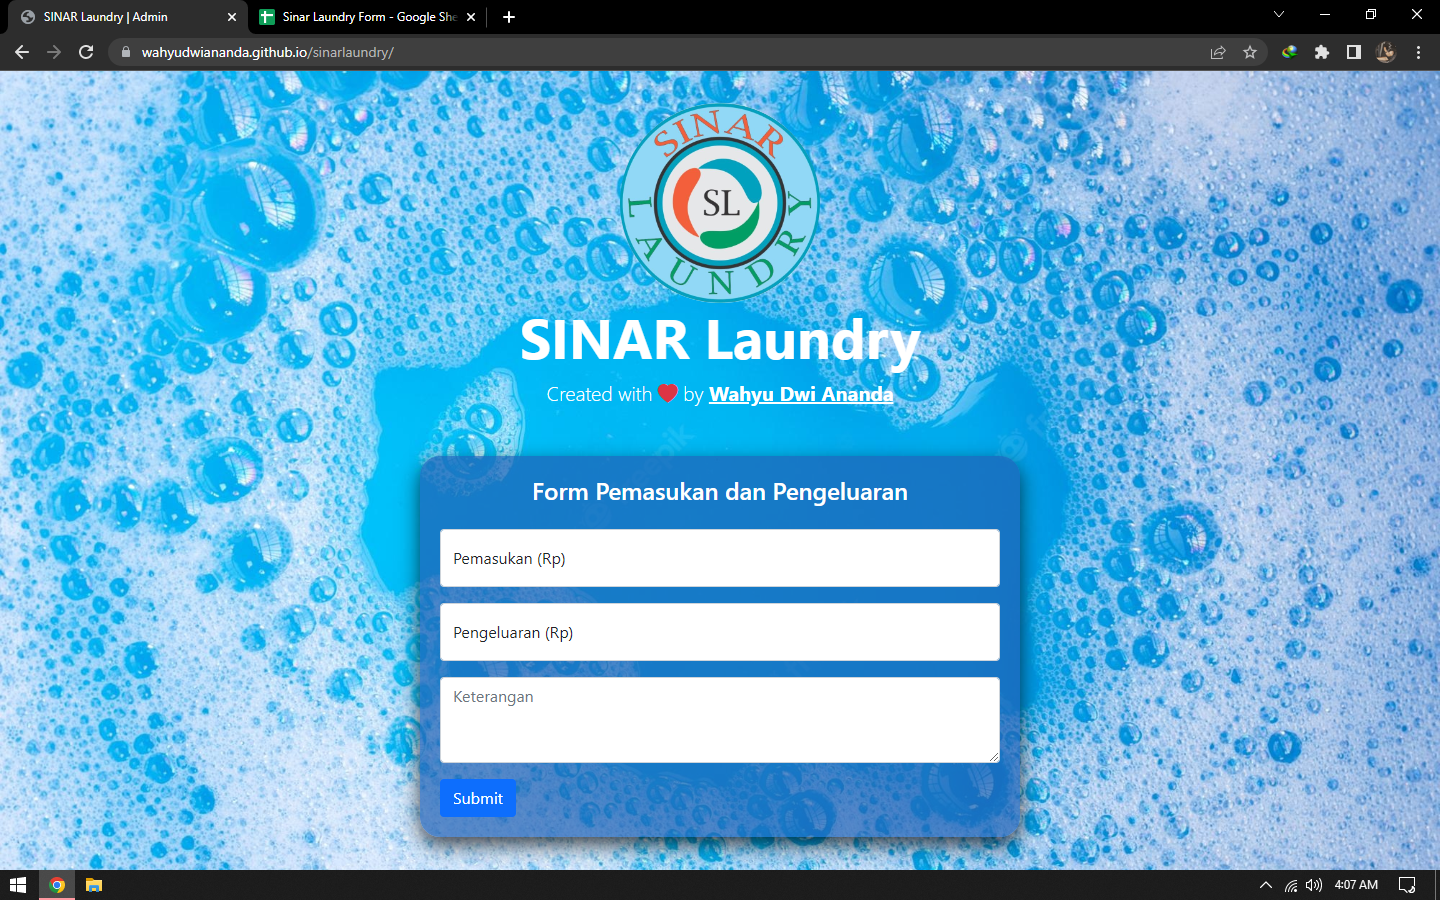 SINAR Laundry | Admin
Sinar Laundry Form - Google She
wahyudwiananda.github.io/sinarlaundry/
SINAR
SL
LAUNDRY
SINAR Laundry
Created with ❤ by Wahyu Dwi Ananda
Form Pemasukan dan Pengeluaran
Pemasukan (Rp)
Pengeluaran (Rp)
Keterangan
Submit
4:07 AM